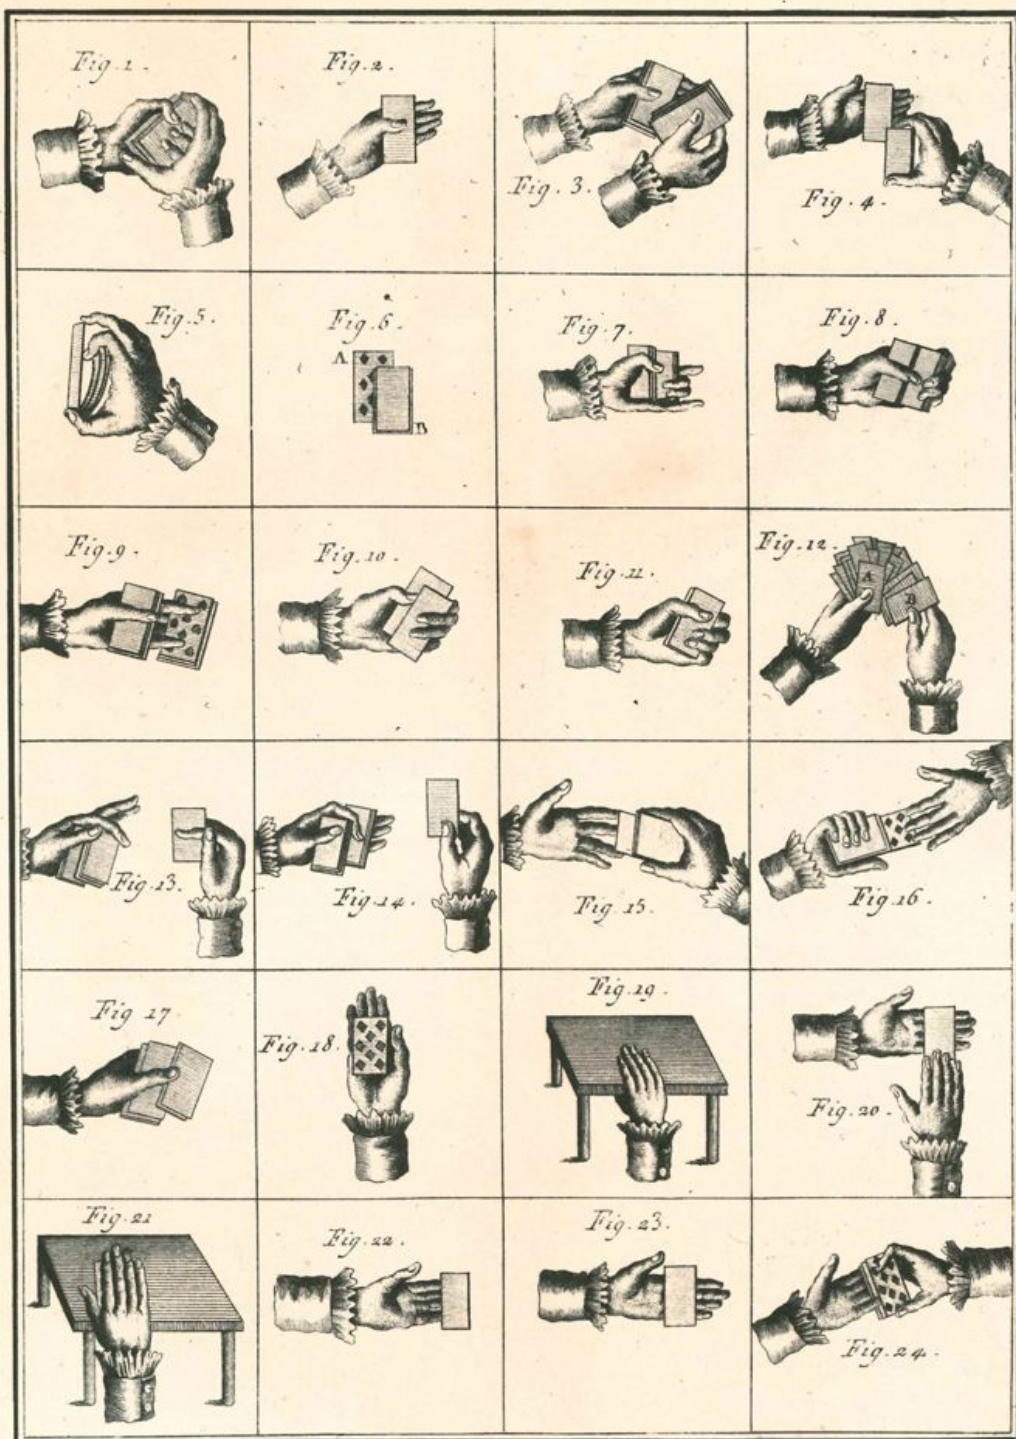 Fig. 1.
Fig. 2.
Fig. 3.
Fig. 4.
Fig. 5.
Fig. 6.
A
B
Fig. 7.
Fig. 8.
Fig. 9.
Fig. 10.
Fig. 11.
Fig. 12.
A
B
Fig. 13.
Fig. 14.
Fig. 15.
Fig. 16.
Fig 17
Fig. 18.
Fig. 19
Fig. 20.
Fig. 21
Fig. 22.
Fig. 23.
Fig. 24.